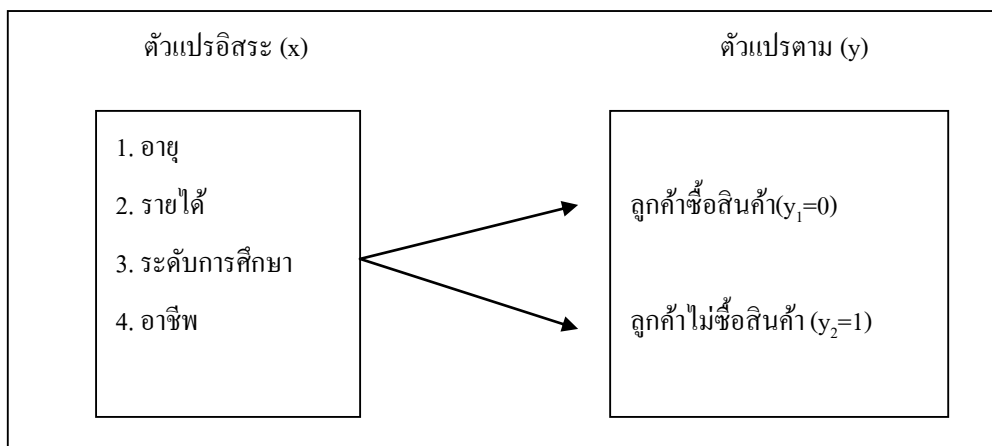 ตัวแปรอิสระ (x)
ตัวแปรตาม (y)
1. อายุ
2. รายได้
3. ระดับการศึกษา
4. อาชีพ
ลูกค้าซื้อสินค้า(y₁=0)
ลูกค้าไม่ซื้อสินค้า (y₂=1)